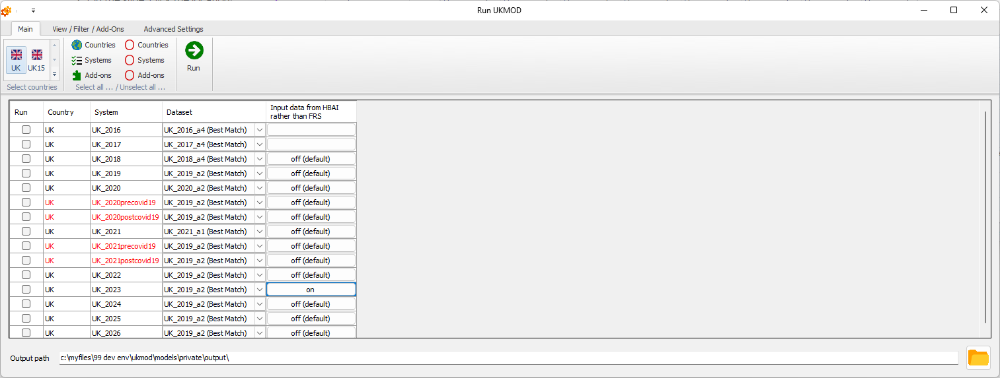 Run UKMOD
Main View / Filter / Add-Ons Advanced Settings
UK UK15
Select countries
Countries Countries
Systems Systems
Add-ons Add-ons
Select all ... / Unselect all ...
Run
Run Country System Dataset Input data from HBAI
rather than FRS
UK UK_2016 UK_2016_a4 (Best Match)
UK UK_2017 UK_2017_a4 (Best Match)
UK UK_2018 UK_2018_a4 (Best Match) off (default)
UK UK_2019 UK_2019_a2 (Best Match) off (default)
UK UK_2020 UK_2020_a2 (Best Match) off (default)
UK UK_2020precovid19 UK_2019_a2 (Best Match) off (default)
UK UK_2020postcovid19 UK_2019_a2 (Best Match) off (default)
UK UK_2021 UK_2021_a1 (Best Match) off (default)
UK UK_2021precovid19 UK_2019_a2 (Best Match) off (default)
UK UK_2021postcovid19 UK_2019_a2 (Best Match) off (default)
UK UK_2022 UK_2019_a2 (Best Match) off (default)
UK UK_2023 UK_2019_a2 (Best Match) on
UK UK_2024 UK_2019_a2 (Best Match) off (default)
UK UK_2025 UK_2019_a2 (Best Match) off (default)
UK UK_2026 UK_2019_a2 (Best Match) off (default)
Output path c:\myfiles\99 dev env\ukmod\models\private\output\